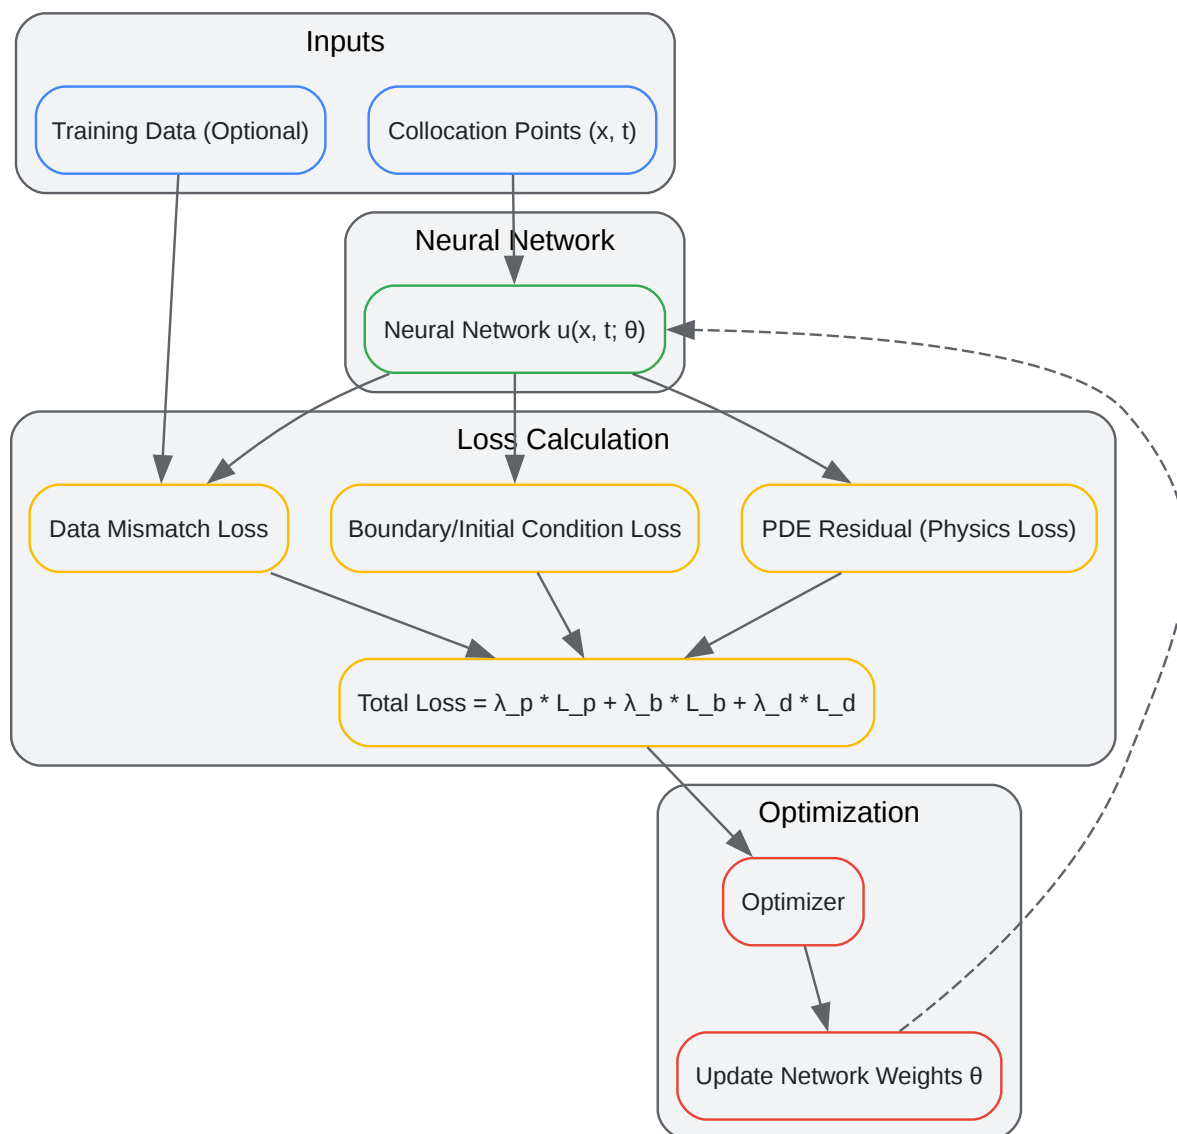 Inputs
Training Data (Optional)
Collocation Points (x, t)
Neural Network
Neural Network u(x, t; θ)
Loss Calculation
Data Mismatch Loss
Boundary/Initial Condition Loss
PDE Residual (Physics Loss)
Total Loss = λ_p * L_p + λ_b * L_b + λ_d * L_d
Optimization
Optimizer
Update Network Weights θ